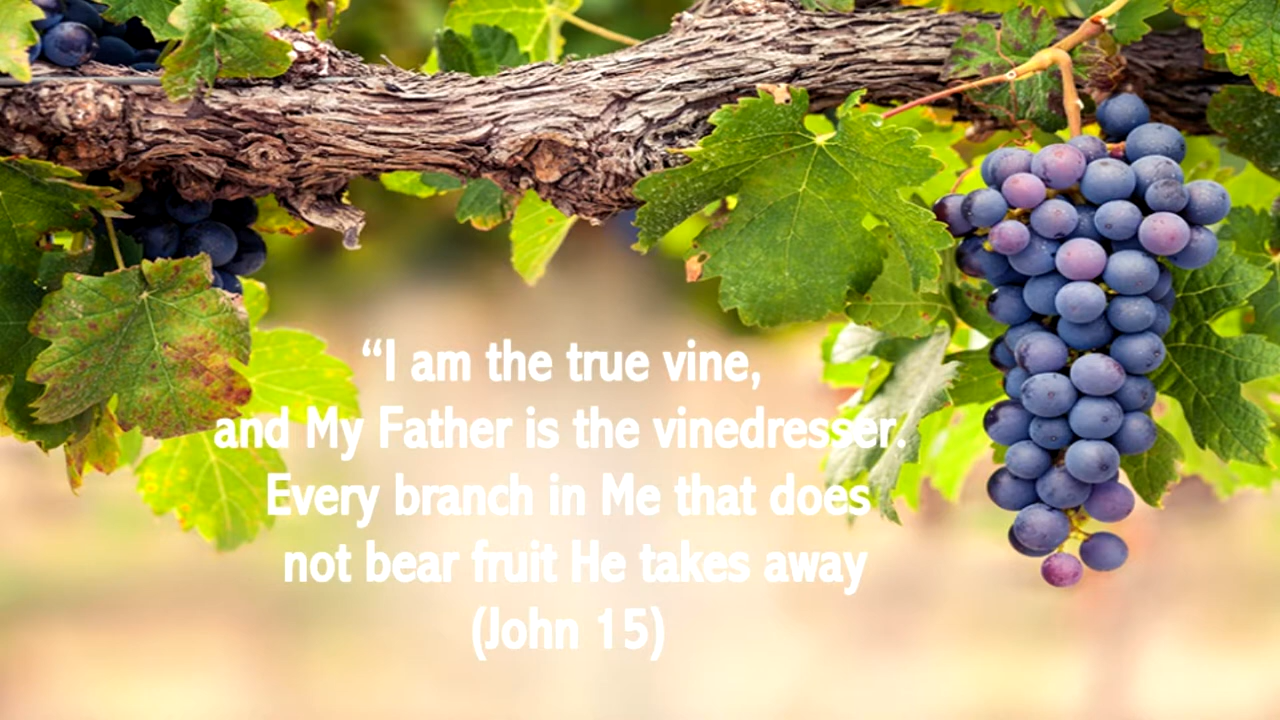 “I am the true vine,
and My Father is the vinedresser.
Every branch in Me that does
not bear fruit He takes away
(John 15)